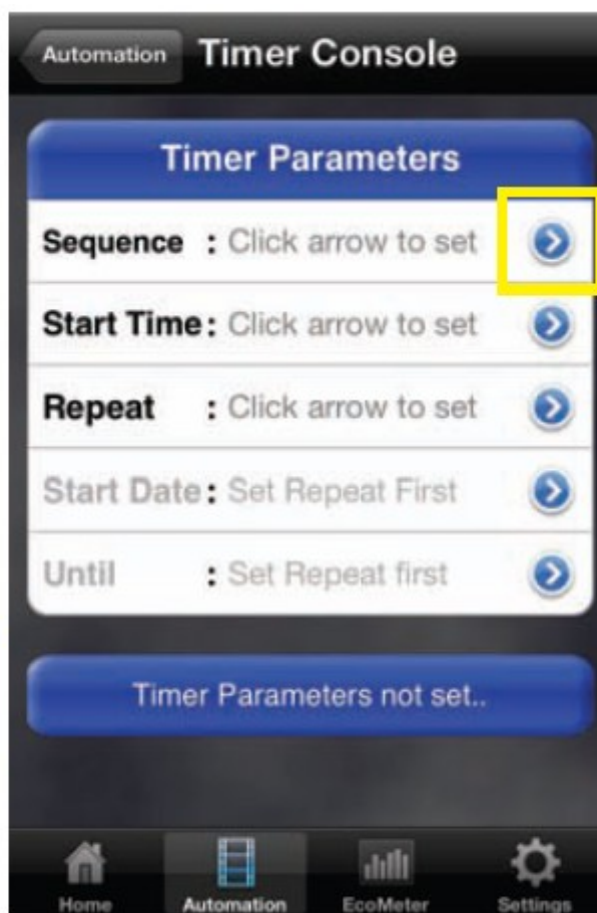 Automation Timer Console
Timer Parameters
Sequence : Click arrow to set
Start Time: Click arrow to set
Repeat : Click arrow to set
Start Date: Set Repeat First
Until : Set Repeat first
Timer Parameters not set..
Home Automation EcoMeter Settings